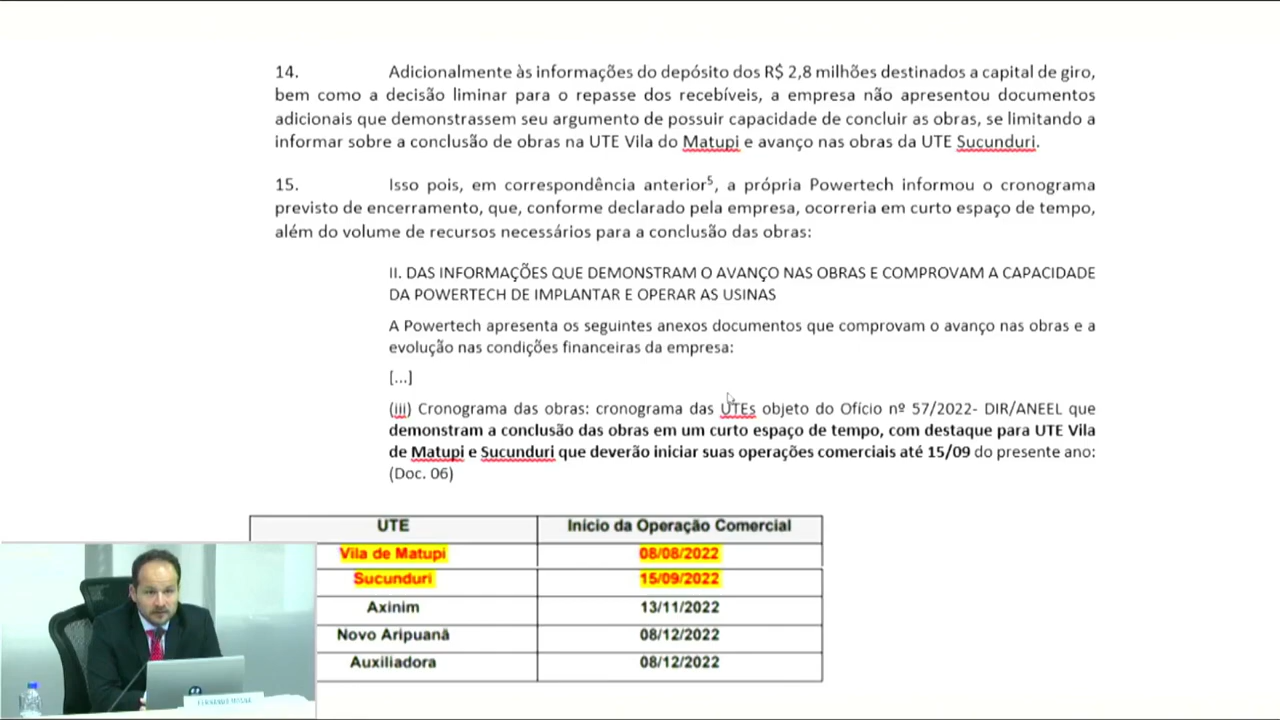 14. Adicionalmente às informações do depósito dos R$ 2,8 milhões destinados a capital de giro,
bem como a decisão liminar para o repasse dos recebíveis, a empresa não apresentou documentos
adicionais que demonstrassem seu argumento de possuir capacidade de concluir as obras, se limitando a
informar sobre a conclusão de obras na UTE Vila do Matupi e avanço nas obras da UTE Sucunduri.
15. Isso pois, em correspondência anterior⁵, a própria Powertech informou o cronograma
previsto de encerramento, que, conforme declarado pela empresa, ocorreria em curto espaço de tempo,
além do volume de recursos necessários para a conclusão das obras:
II. DAS INFORMAÇÕES QUE DEMONSTRAM O AVANÇO NAS OBRAS E COMPROVAM A CAPACIDADE
DA POWERTECH DE IMPLANTAR E OPERAR AS USINAS
A Powertech apresenta os seguintes anexos documentos que comprovam o avanço nas obras e a
evolução nas condições financeiras da empresa:
[...]
(iii) Cronograma das obras: cronograma das UTEs objeto do Ofício nº 57/2022- DIR/ANEEL que
demonstram a conclusão das obras em um curto espaço de tempo, com destaque para UTE Vila
de Matupi e Sucunduri que deverão iniciar suas operações comerciais até 15/09 do presente ano:
(Doc. 06)
UTE Início da Operação Comercial
Vila de Matupi 08/08/2022
Sucunduri 15/09/2022
Axinim 13/11/2022
Novo Aripuanã 08/12/2022
Auxiliadora 08/12/2022